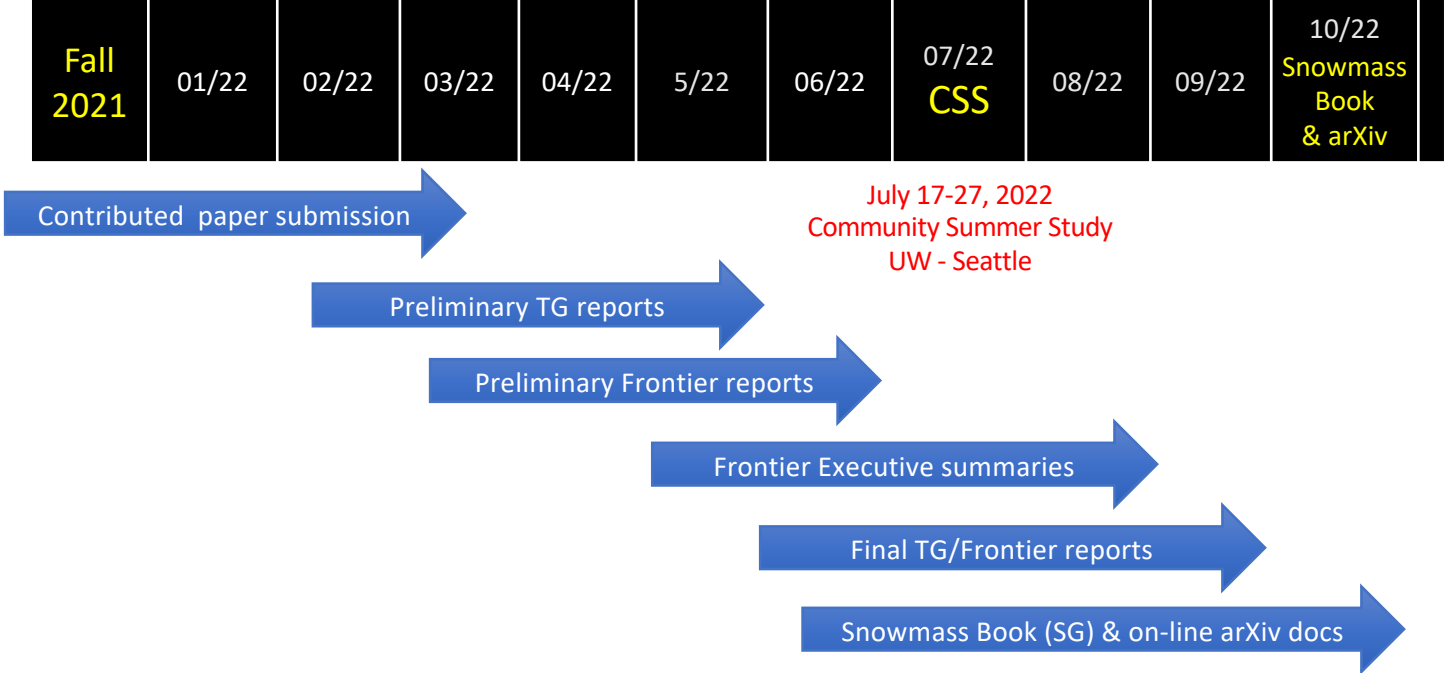 Fall
2021
01/22
02/22
03/22
04/22
5/22
06/22
07/22
CSS
08/22
09/22
10/22
Snowmass
Book
& arXiv
Contributed paper submission
July 17-27, 2022
Community Summer Study
UW - Seattle
Preliminary TG reports
Preliminary Frontier reports
Frontier Executive summaries
Final TG/Frontier reports
Snowmass Book (SG) & on-line arXiv docs